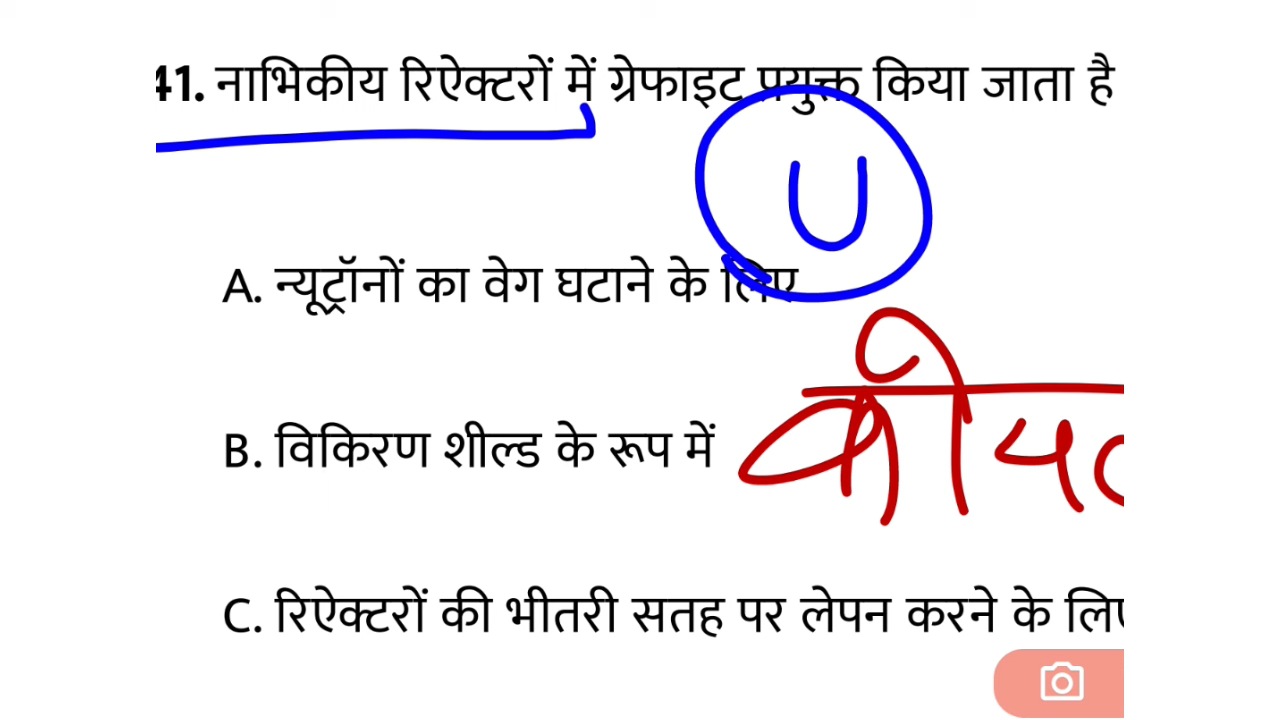 41. नाभिकीय रिऐक्टरों में ग्रेफाइट प्रयुक्त किया जाता है
U
A. न्यूट्रॉनों का वेग घटाने के लिए
B. विकिरण शील्ड के रूप में
C. रिऐक्टरों की भीतरी सतह पर लेपन करने के लिए